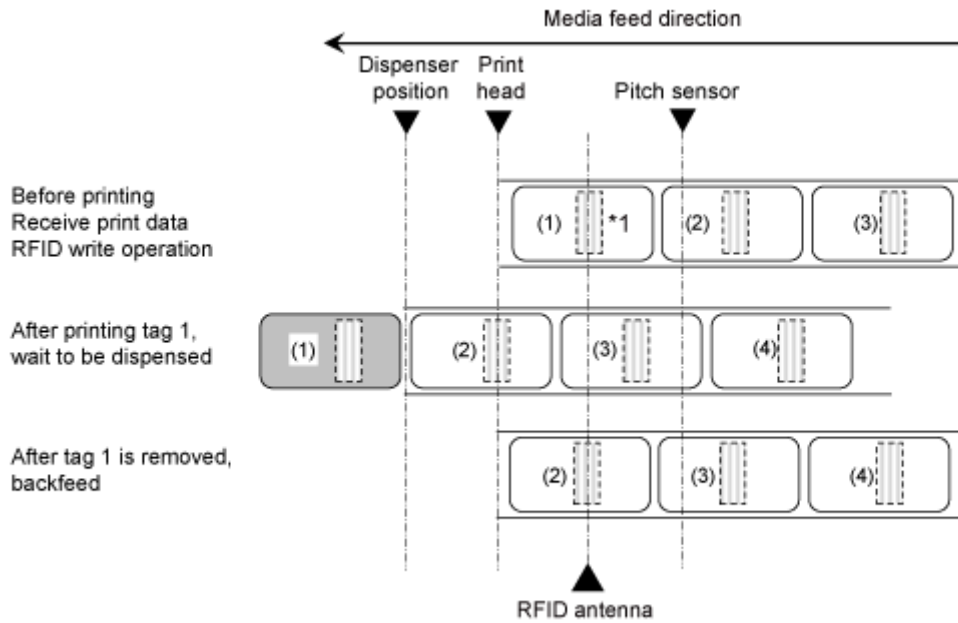 Media feed direction
Dispenser
position
Print
head
Pitch sensor
Before printing
Receive print data
RFID write operation
(1)
*1
(2)
(3)
After printing tag 1,
wait to be dispensed
(1)
(2)
(3)
(4)
After tag 1 is removed,
backfeed
(2)
(3)
(4)
RFID antenna